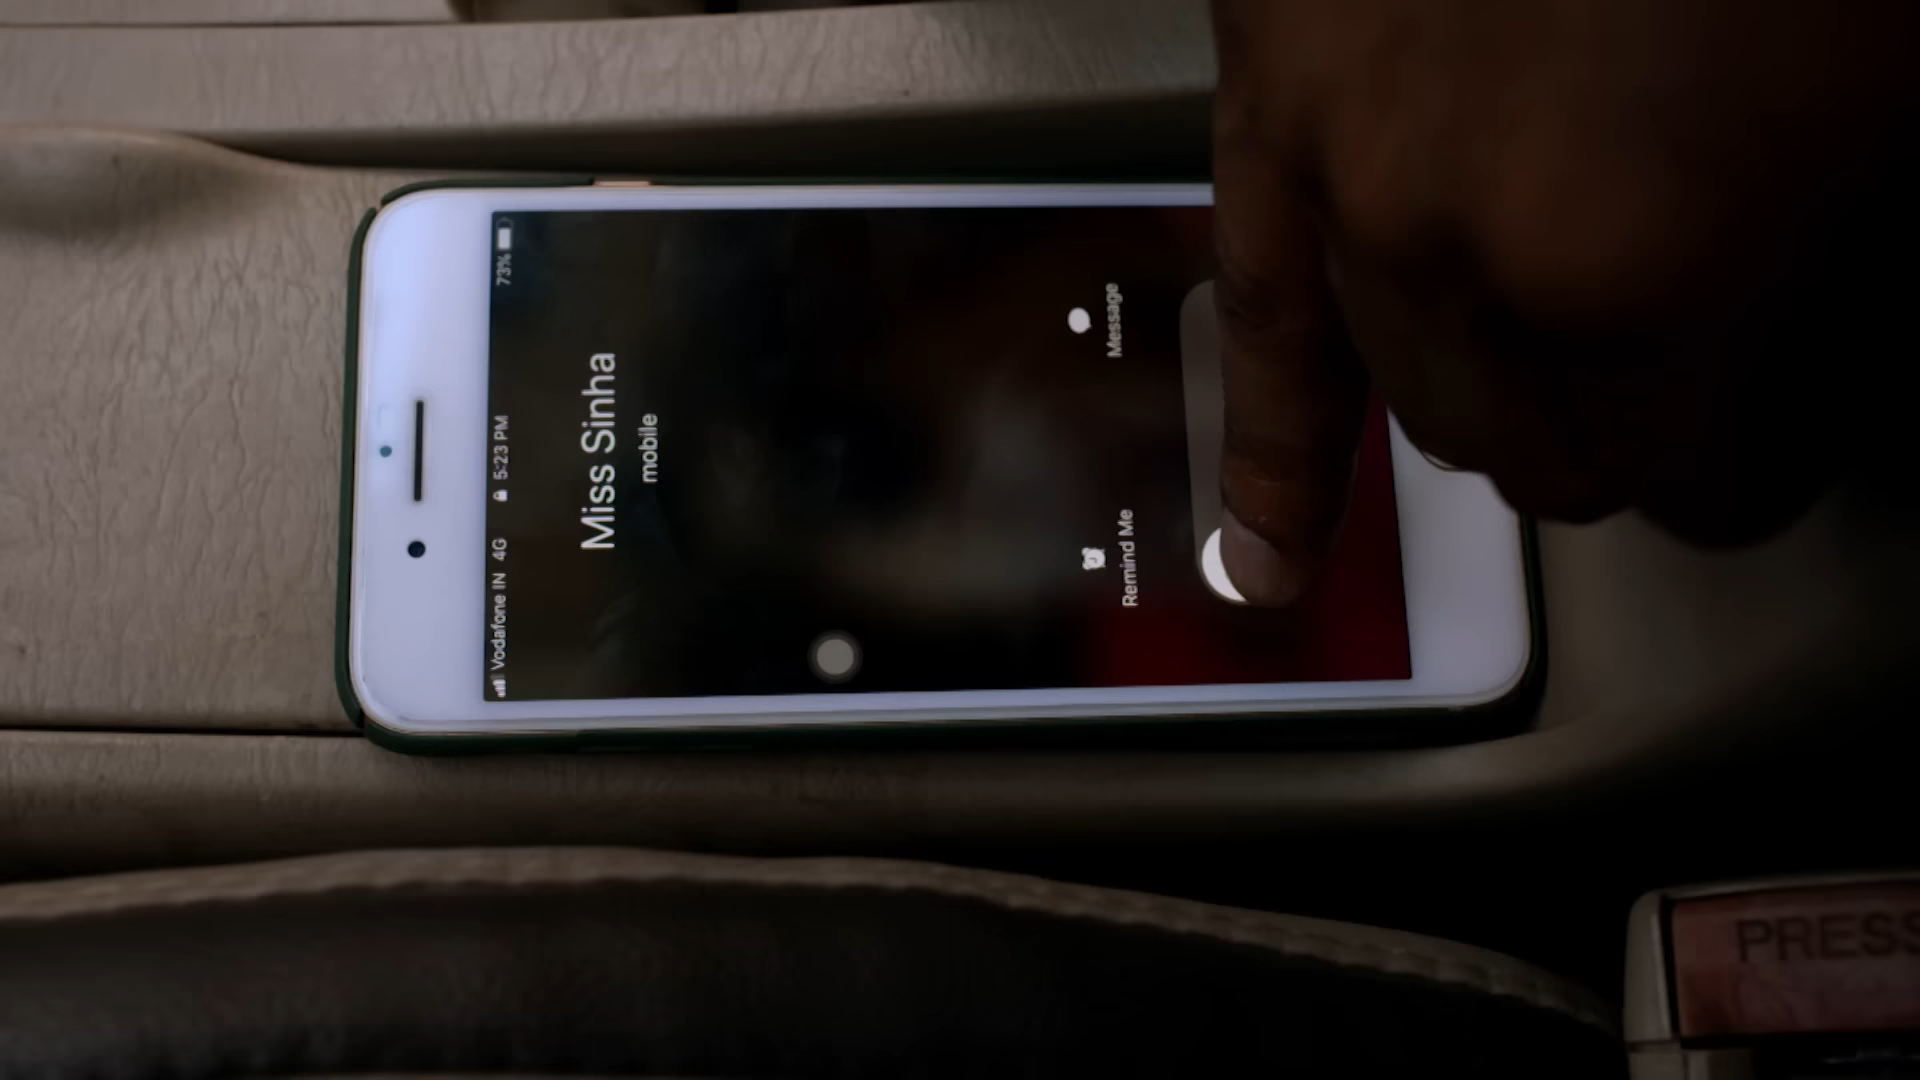 Vodafone IN 4G 5:23 PM 73%
Miss Sinha
mobile
Remind Me Message
PRESS